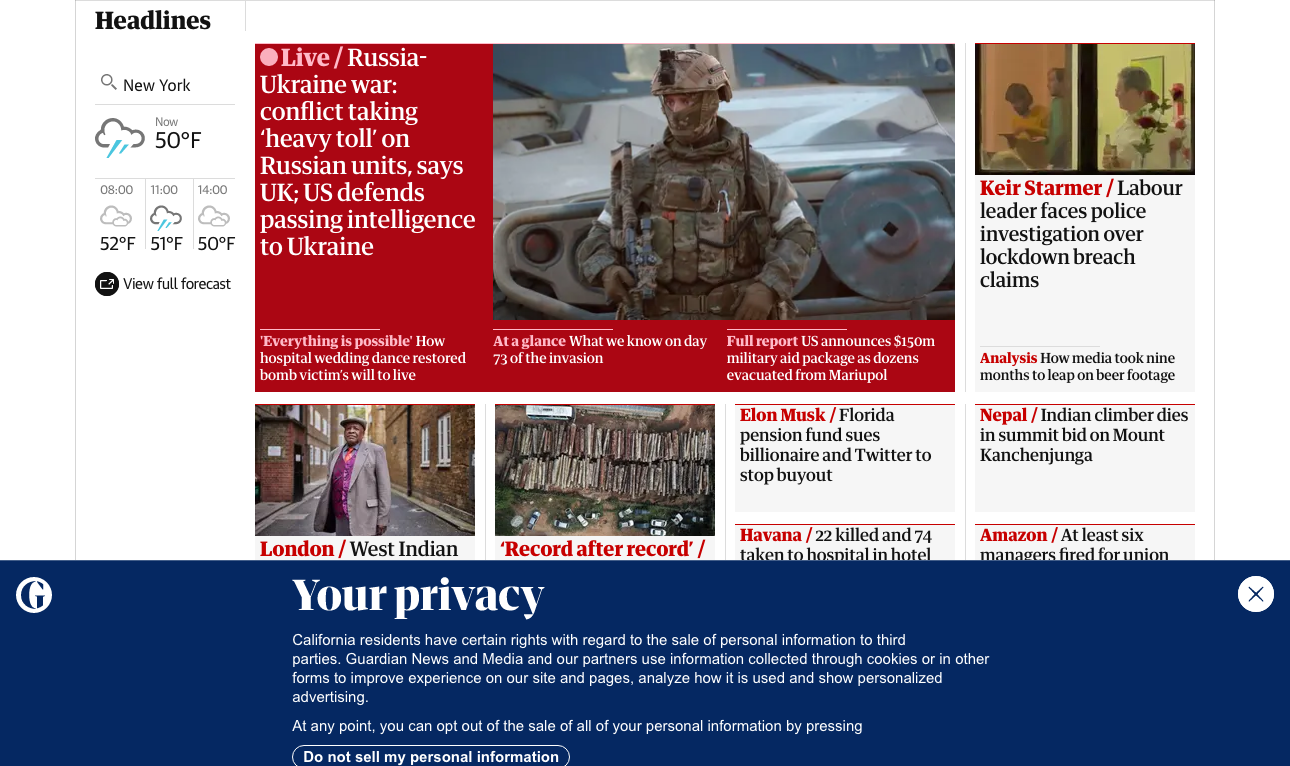 Headlines
New York
Now
50°F
08:00
11:00
14:00
52°F
51°F
50°F
View full forecast
Live / Russia-
Ukraine war:
conflict taking
‘heavy toll’ on
Russian units, says
UK; US defends
passing intelligence
to Ukraine
'Everything is possible' How
hospital wedding dance restored
bomb victim’s will to live
At a glance What we know on day
73 of the invasion
Full report US announces $150m
military aid package as dozens
evacuated from Mariupol
Keir Starmer / Labour
leader faces police
investigation over
lockdown breach
claims
Analysis How media took nine
months to leap on beer footage
London / West Indian
‘Record after record’ /
Elon Musk / Florida
pension fund sues
billionaire and Twitter to
stop buyout
Havana / 22 killed and 74
taken to hospital in hotel
Nepal / Indian climber dies
in summit bid on Mount
Kanchenjunga
Amazon / At least six
managers fired for union
Your privacy
California residents have certain rights with regard to the sale of personal information to third
parties. Guardian News and Media and our partners use information collected through cookies or in other
forms to improve experience on our site and pages, analyze how it is used and show personalized
advertising.
At any point, you can opt out of the sale of all of your personal information by pressing
Do not sell my personal information